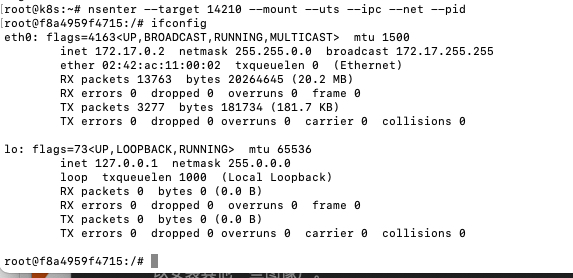 [root@k8s:~# nsenter --target 14210 --mount --uts --ipc --net --pid
[root@f8a4959f4715:/# ifconfig
eth0: flags=4163<UP,BROADCAST,RUNNING,MULTICAST>  mtu 1500
        inet 172.17.0.2  netmask 255.255.0.0  broadcast 172.17.255.255
        ether 02:42:ac:11:00:02  txqueuelen 0  (Ethernet)
        RX packets 13763  bytes 20264645 (20.2 MB)
        RX errors 0  dropped 0  overruns 0  frame 0
        TX packets 3277  bytes 181734 (181.7 KB)
        TX errors 0  dropped 0 overruns 0  carrier 0  collisions 0

lo: flags=73<UP,LOOPBACK,RUNNING>  mtu 65536
        inet 127.0.0.1  netmask 255.0.0.0
        loop  txqueuelen 1000  (Local Loopback)
        RX packets 0  bytes 0 (0.0 B)
        RX errors 0  dropped 0  overruns 0  frame 0
        TX packets 0  bytes 0 (0.0 B)
        TX errors 0  dropped 0 overruns 0  carrier 0  collisions 0

root@f8a4959f4715:/#